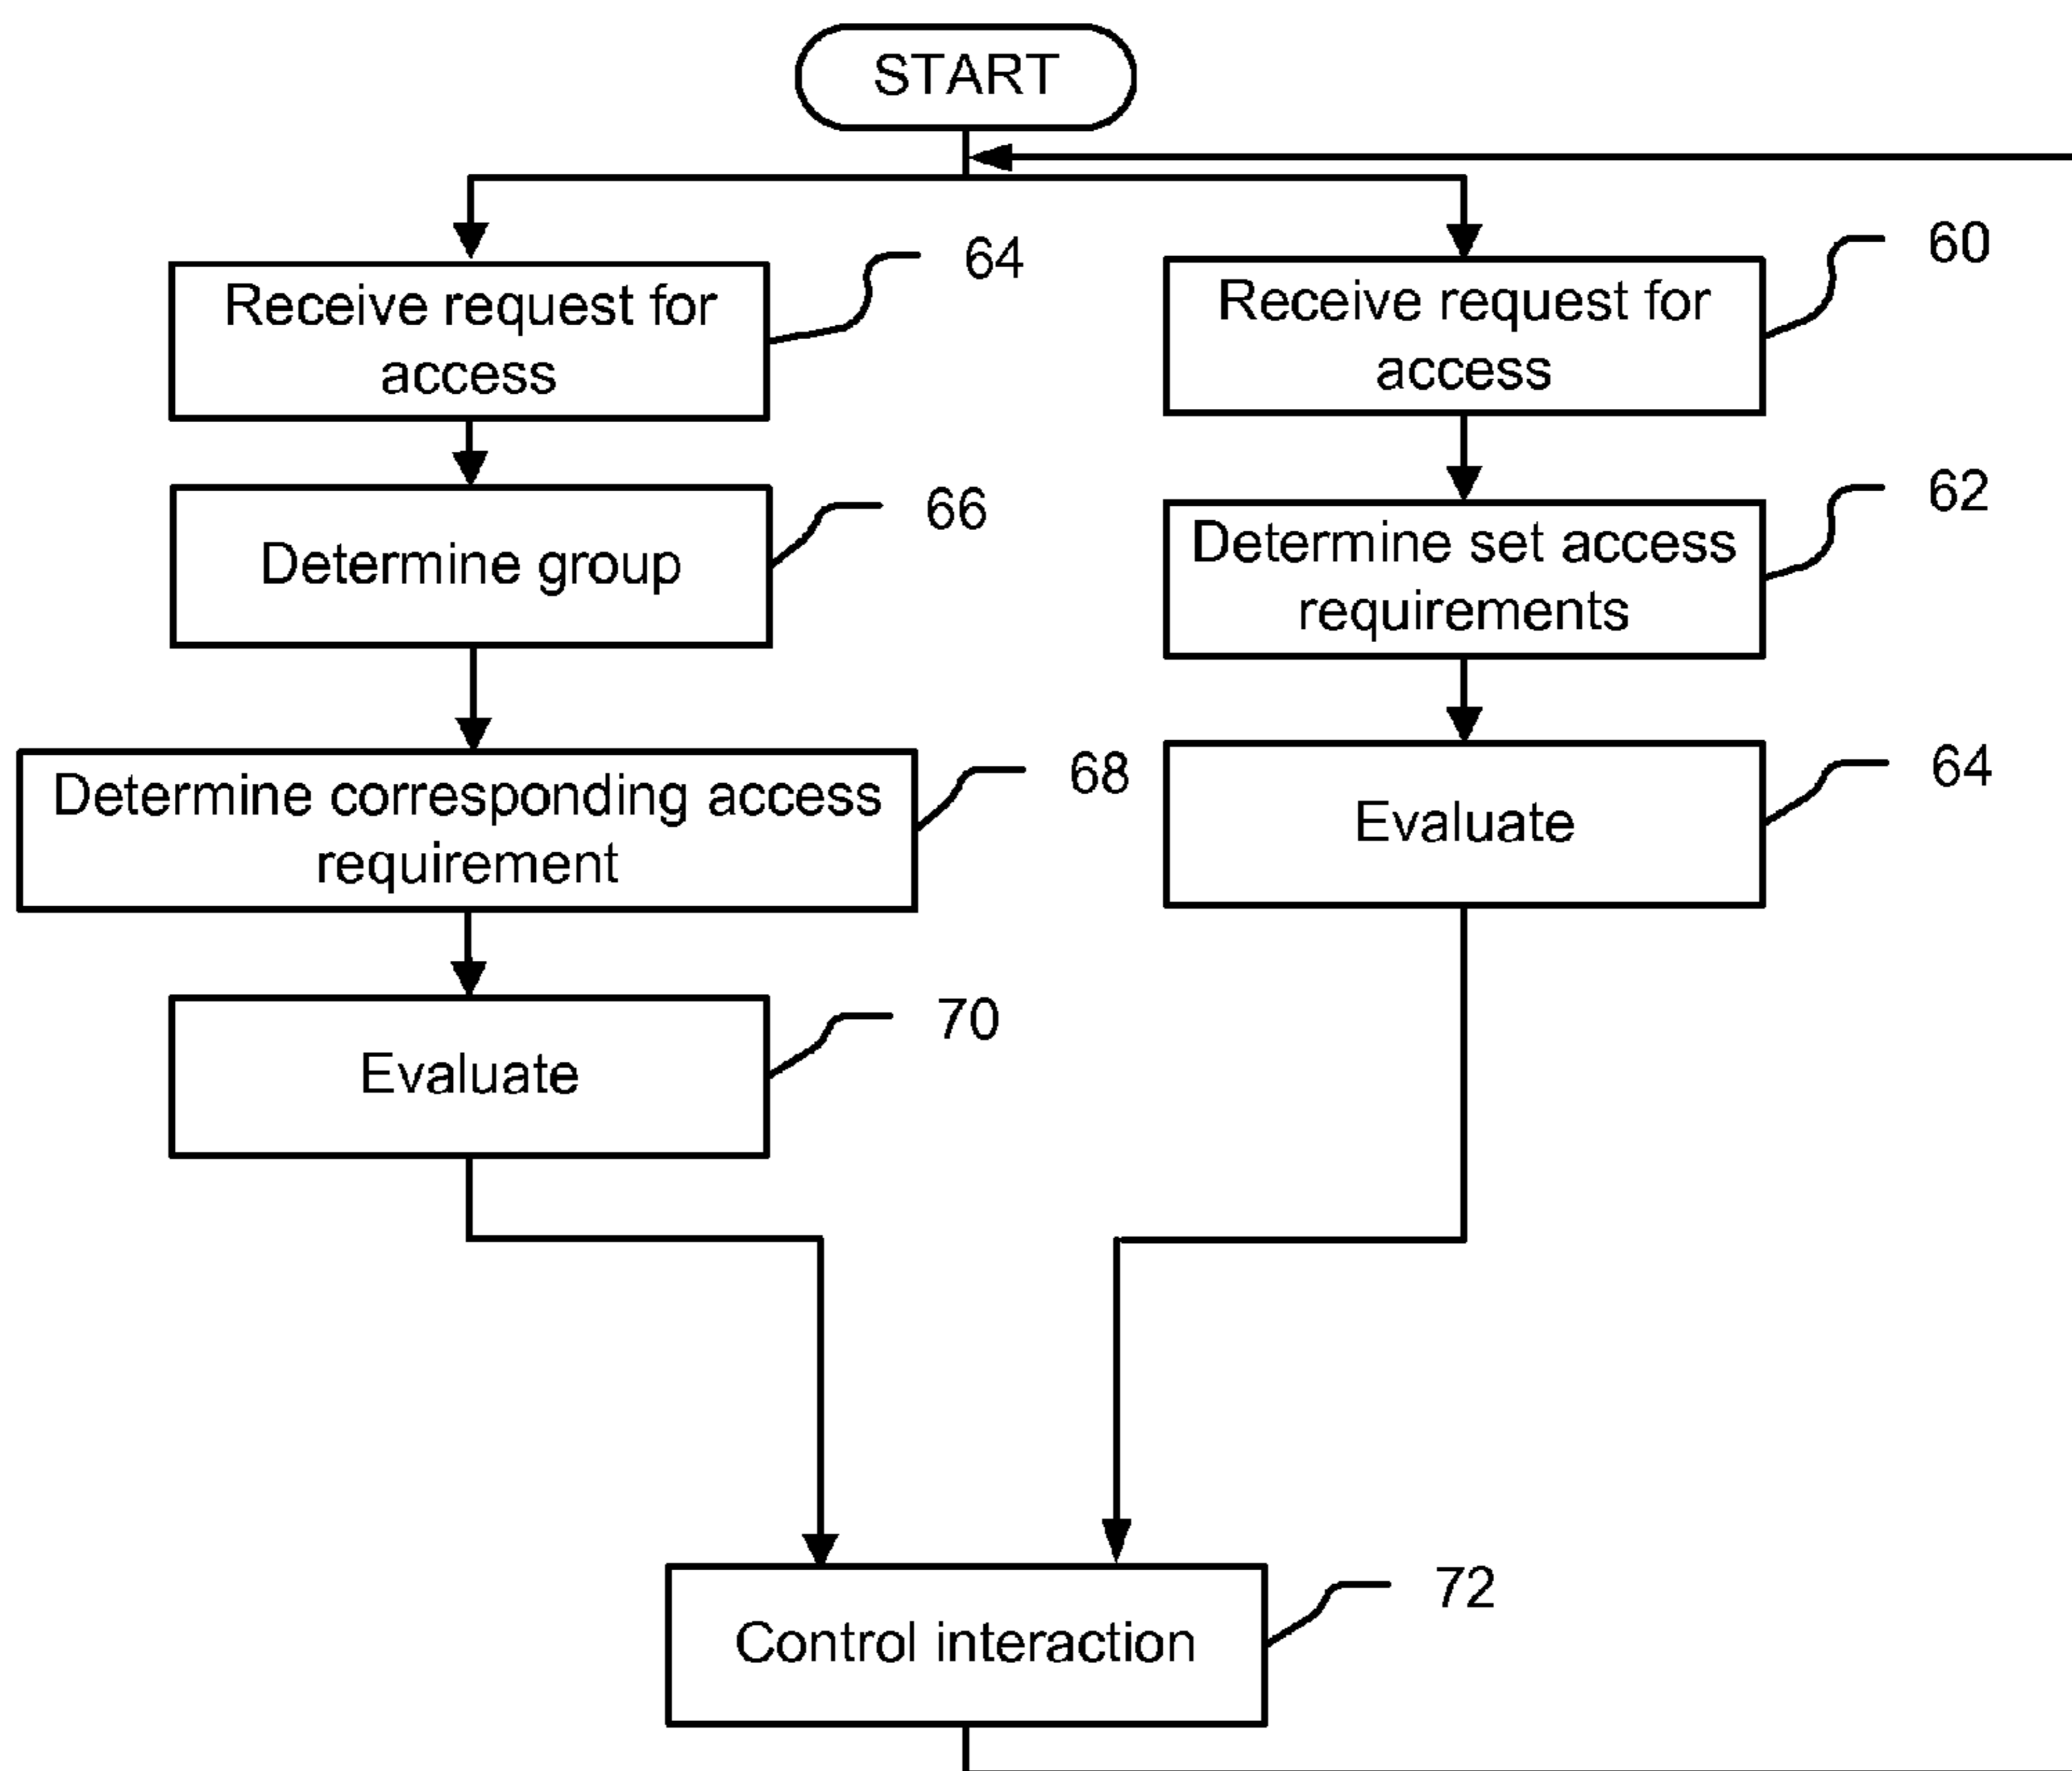 START
Receive request for
access
64
Receive request for
access
60
Determine group
66
Determine set access
requirements
62
Determine corresponding access
requirement
68
Evaluate
64
Evaluate
70
Control interaction
72